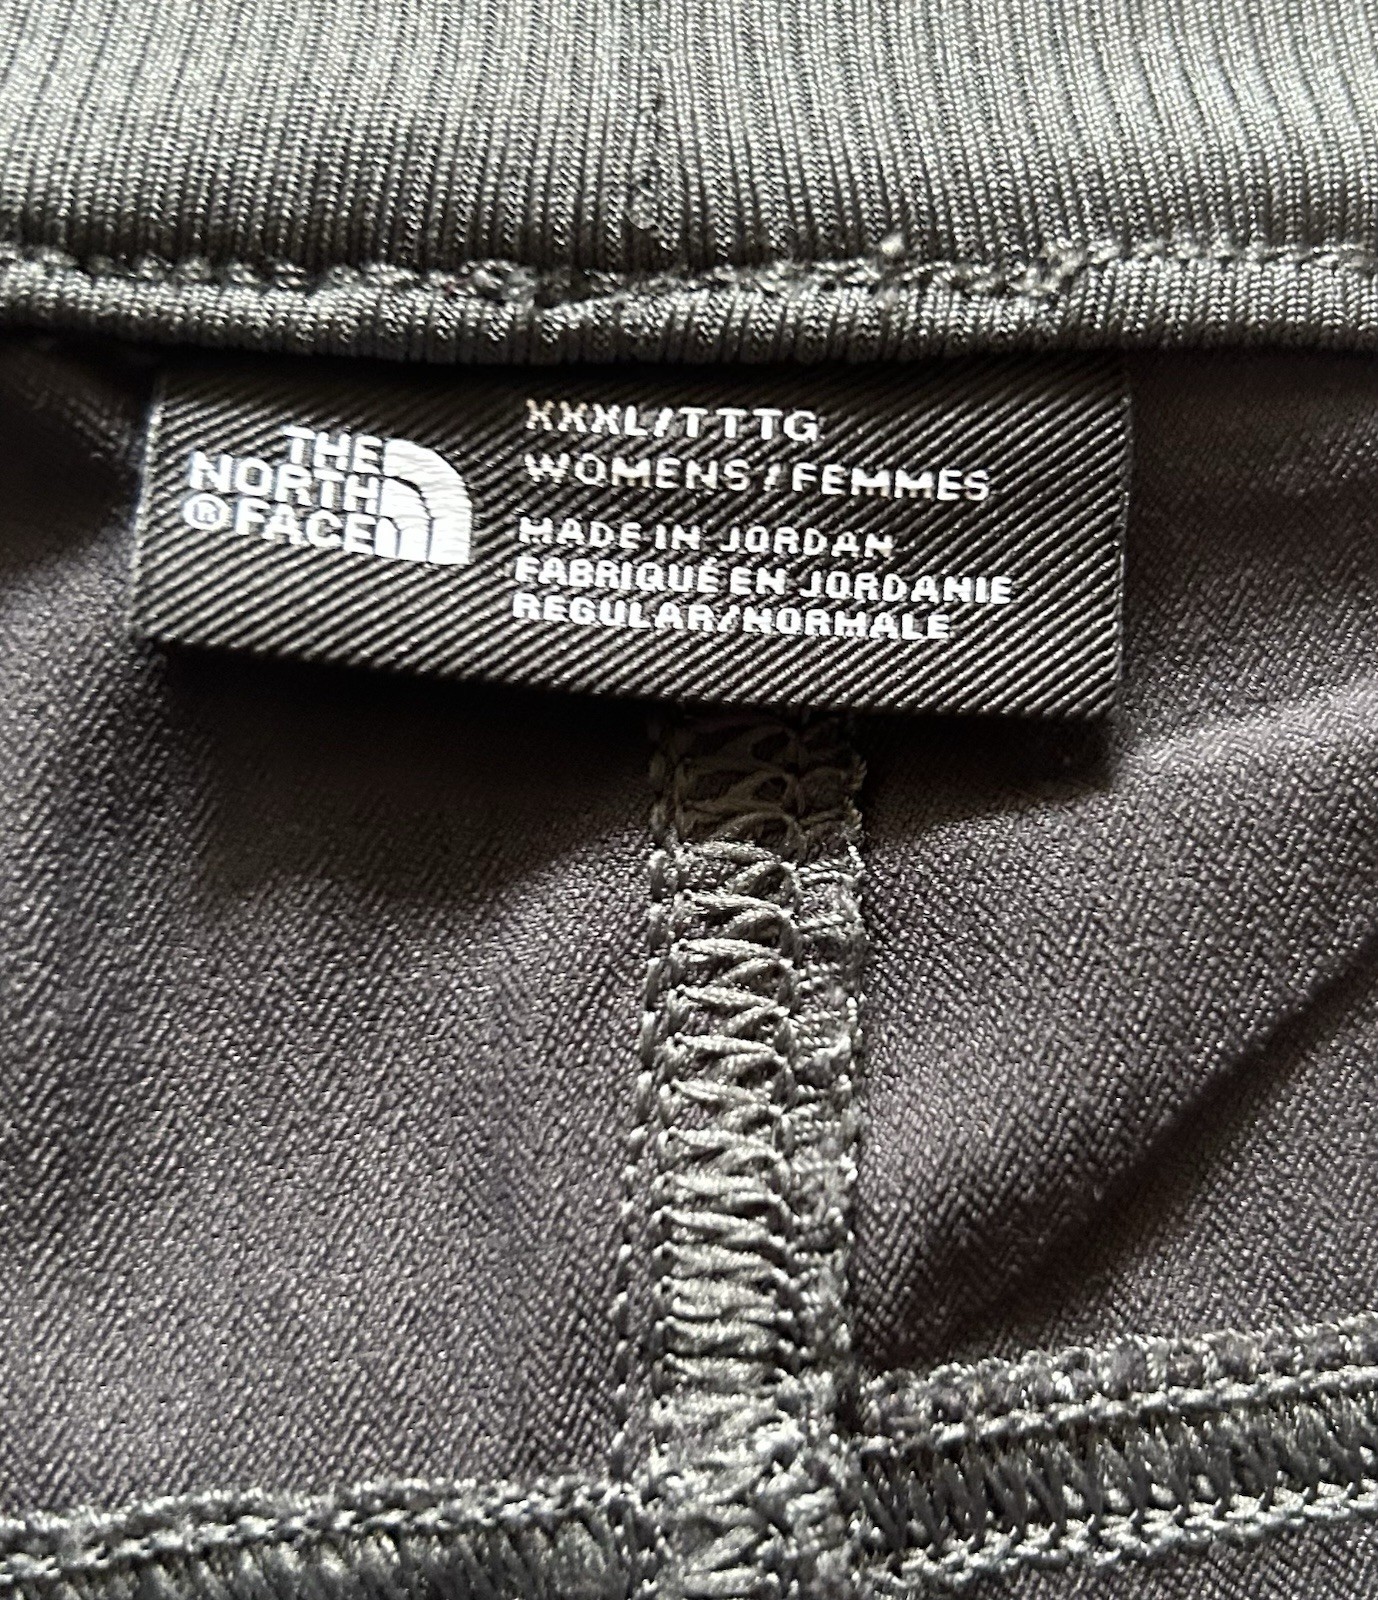 THE
NORTH
® FACE
XXXL/TTTG
WOMENS/FEMMES
MADE IN JORDAN
FABRIQUÉ EN JORDANIE
REGULAR/NORMALE